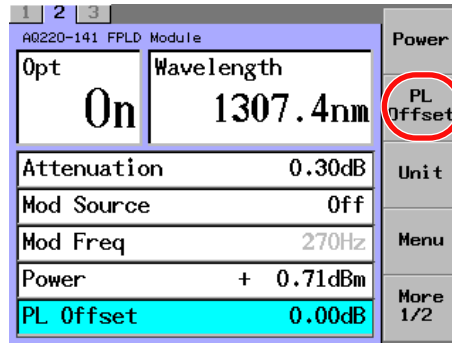 1 2 3
AQ220-141 FPLD Module
Opt
On
Wavelength
1307.4nm
Attenuation 0.30dB
Mod Source Off
Mod Freq 270Hz
Power + 0.71dBm
PL Offset 0.00dB
Power
PL
Offset
Unit
Menu
More
1/2